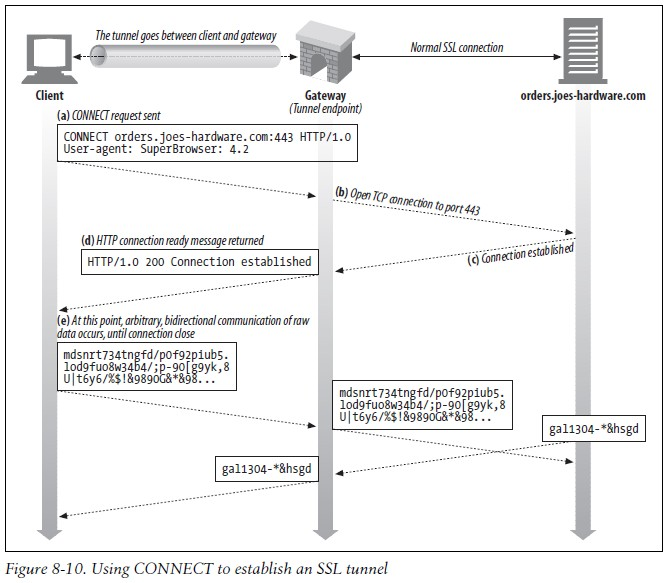 The tunnel goes between client and gateway
Normal SSL connection
Client
Gateway
(Tunnel endpoint)
orders.joes-hardware.com
(a) CONNECT request sent
CONNECT orders.joes-hardware.com:443 HTTP/1.0
User-agent: SuperBrowser: 4.2
(b) Open TCP connection to port 443
(c) Connection established
(d) HTTP connection ready message returned
HTTP/1.0 200 Connection established
(e) At this point, arbitrary, bidirectional communication of raw
data occurs, until connection close
mdsnrt734tngfd/p0f92piub5.
lod9fuo8w34b4/;p-90[g9yk,8
U|t6y6/%$!&989OG&*&98...
mdsnrt734tngfd/p0f92piub5.
lod9fuo8w34b4/;p-90[g9yk,8
U|t6y6/%$!&989OG&*&98...
gal1304-*&hsgd
gal1304-*&hsgd
Figure 8-10. Using CONNECT to establish an SSL tunnel